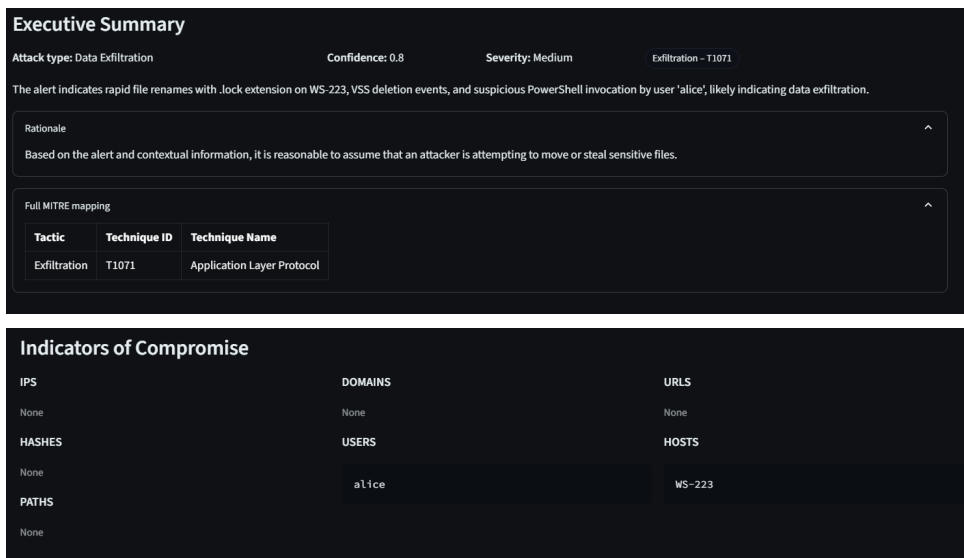 Executive Summary
Attack type: Data Exfiltration Confidence: 0.8 Severity: Medium Exfiltration – T1071
The alert indicates rapid file renames with .lock extension on WS-223, VSS deletion events, and suspicious PowerShell invocation by user 'alice', likely indicating data exfiltration.
Rationale
Based on the alert and contextual information, it is reasonable to assume that an attacker is attempting to move or steal sensitive files.
Full MITRE mapping
Tactic Technique ID Technique Name
Exfiltration T1071 Application Layer Protocol
Indicators of Compromise
IPS DOMAINS URLS
None None None
HASHES USERS HOSTS
None alice WS-223
PATHS
None